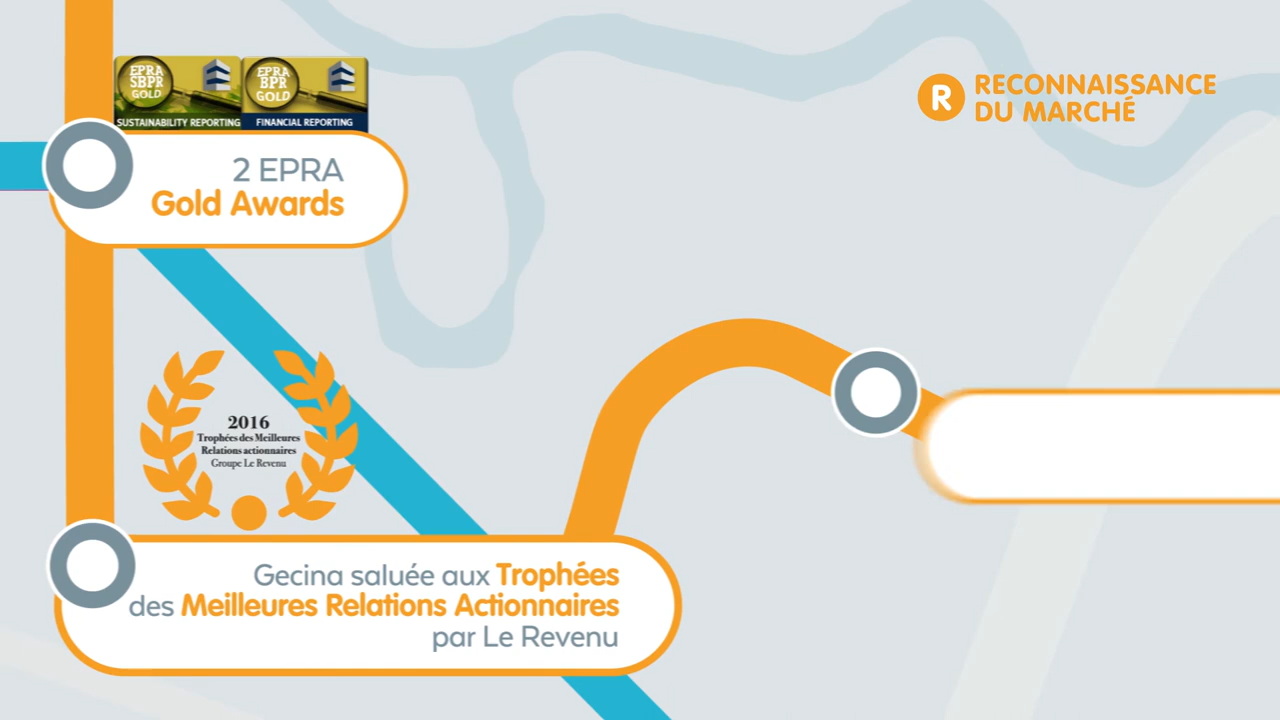 EPRA
SBPR
GOLD
SUSTAINABILITY REPORTING
EPRA
BPR
GOLD
FINANCIAL REPORTING
R RECONNAISSANCE
DU MARCHÉ
2 EPRA
Gold Awards
2016
Trophées des Meilleures
Relations actionnaires
Groupe Le Revenu
Gecina saluée aux Trophées
des Meilleures Relations Actionnaires
par Le Revenu